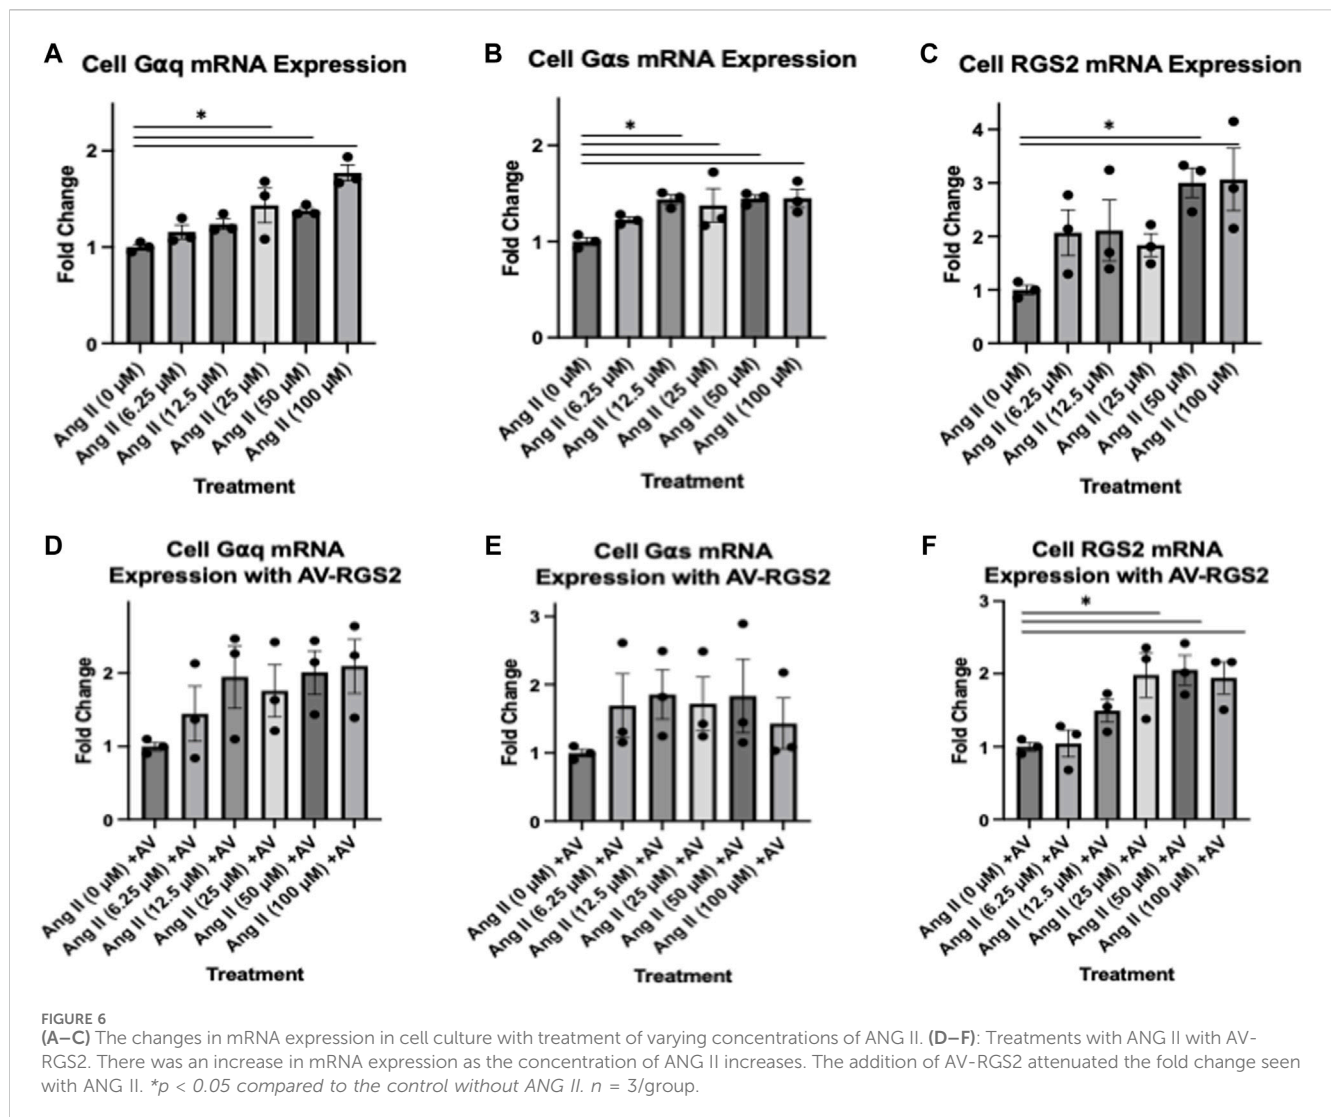 A
Cell Gαq mRNA Expression
*
Fold Change
2
1
0
Ang II (0 µM)
Ang II (6.25 µM)
Ang II (12.5 µM)
Ang II (25 µM)
Ang II (50 µM)
Ang II (100 µM)
Treatment
B
Cell Gαs mRNA Expression
*
Fold Change
2
1
0
Ang II (0 µM)
Ang II (6.25 µM)
Ang II (12.5 µM)
Ang II (25 µM)
Ang II (50 µM)
Ang II (100 µM)
Treatment
C
Cell RGS2 mRNA Expression
*
Fold Change
4
3
2
1
0
Ang II (0 µM)
Ang II (6.25 µM)
Ang II (12.5 µM)
Ang II (25 µM)
Ang II (50 µM)
Ang II (100 µM)
Treatment
D
Cell Gαq mRNA
Expression with AV-RGS2
Fold Change
2
1
0
Ang II (0 µM) +AV
Ang II (6.25 µM) +AV
Ang II (12.5 µM) +AV
Ang II (25 µM) +AV
Ang II (50 µM) +AV
Ang II (100 µM) +AV
Treatment
E
Cell Gαs mRNA
Expression with AV-RGS2
Fold Change
3
2
1
0
Ang II (0 µM) +AV
Ang II (6.25 µM) +AV
Ang II (12.5 µM) +AV
Ang II (25 µM) +AV
Ang II (50 µM) +AV
Ang II (100 µM) +AV
Treatment
F
Cell RGS2 mRNA
Expression with AV-RGS2
*
Fold Change
3
2
1
0
Ang II (0 µM) +AV
Ang II (6.25 µM) +AV
Ang II (12.5 µM) +AV
Ang II (25 µM) +AV
Ang II (50 µM) +AV
Ang II (100 µM) +AV
Treatment
FIGURE 6
(A–C) The changes in mRNA expression in cell culture with treatment of varying concentrations of ANG II. (D–F): Treatments with ANG II with AV-
RGS2. There was an increase in mRNA expression as the concentration of ANG II increases. The addition of AV-RGS2 attenuated the fold change seen
with ANG II. *p < 0.05 compared to the control without ANG II. n = 3/group.